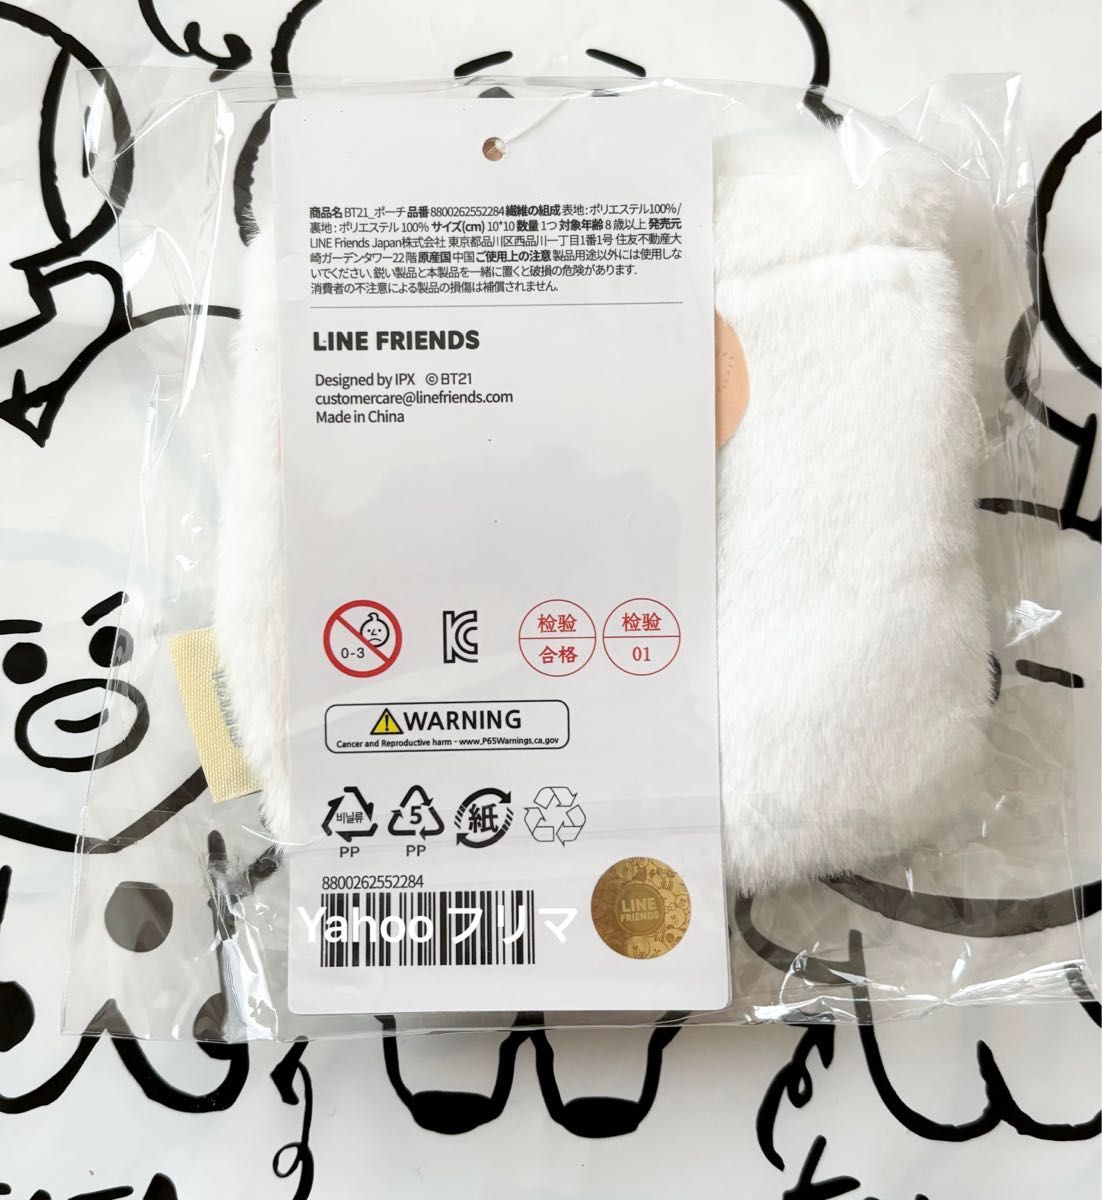 商品名 BT21_ポーチ 品番 8800262552284 繊維の組成 表地 : ポリエステル100% /
裏地 : ポリエステル 100% サイズ(cm) 10*10 数量 1つ 対象年齢 8 歳以上 発売元
LINE Friends Japan株式会社 東京都品川区西品川一丁目1番1号 住友不動産大
崎ガーデンタワー22 階 原産国 中国 ご使用上の注意 製品用途以外には使用しな
いでください. 鋭い製品と本製品を一緒に置くと破損の危険があります.
消費者の不注意による製品の損傷は補償されません.
LINE FRIENDS
Designed by IPX © BT21
customercare@linefriends.com
Made in China
0-3
检验
合格
检验
01
WARNING
Cancer and Reproductive harm - www.P65Warnings.ca.gov
비닐류
PP
5
PP
紙
8800262552284
Yahoo フリマ
LINE
FRIENDS